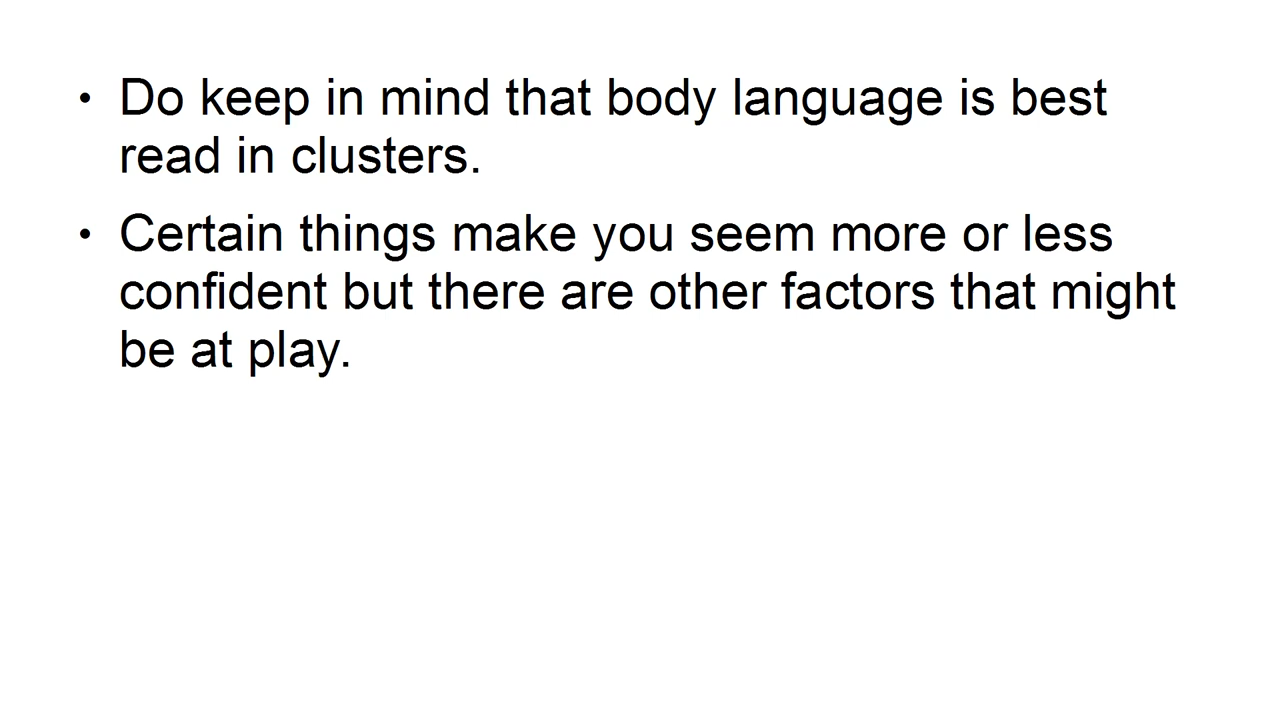 • Do keep in mind that body language is best
read in clusters.
• Certain things make you seem more or less
confident but there are other factors that might
be at play.